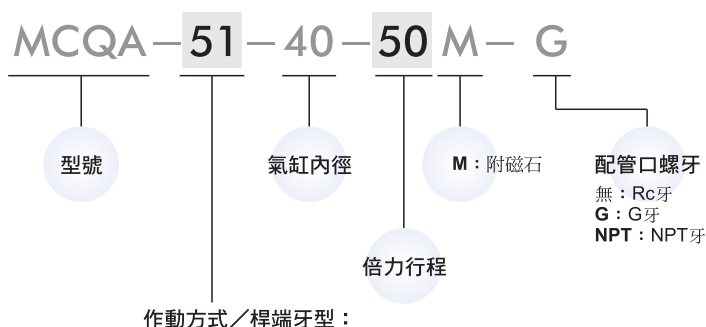 MCQA—51—40—50M—G
型號
氣缸內徑
M：附磁石
配管口螺牙
無：Rc牙
G：G牙
NPT：NPT牙
倍力行程
作動方式／桿端牙型：